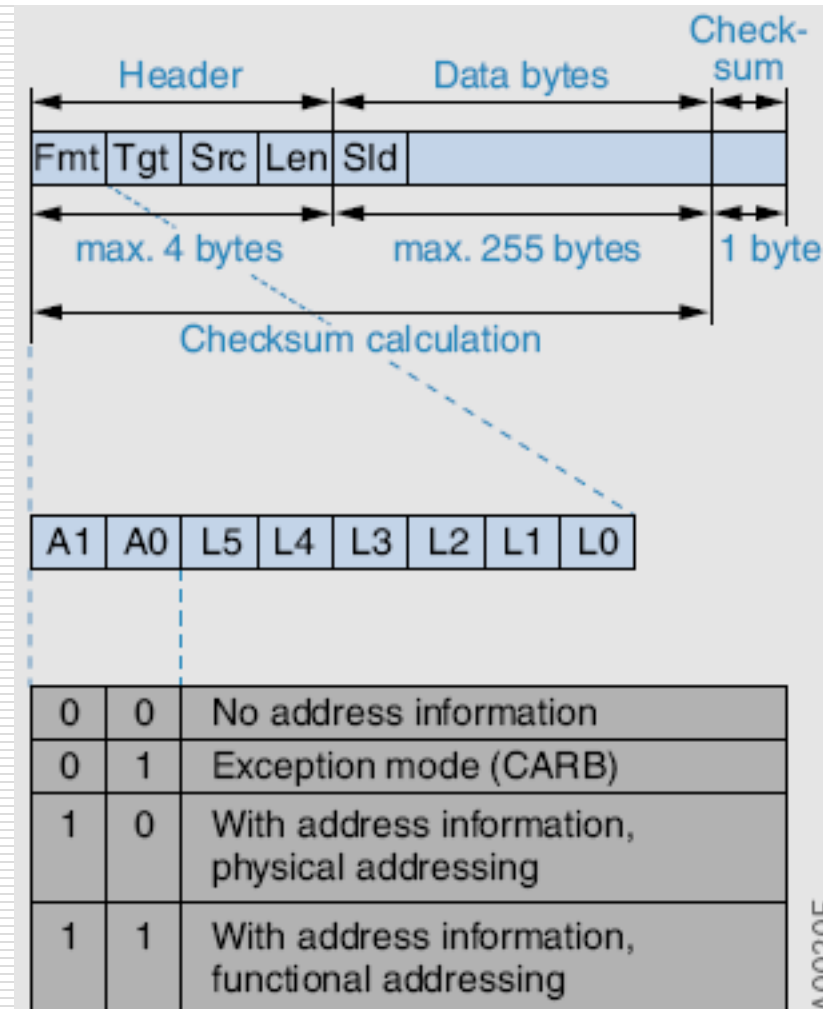 Check-
sum
Header
Data bytes
Fmt Tgt Src Len SId
max. 4 bytes
max. 255 bytes
1 byte
Checksum calculation
A1 A0 L5 L4 L3 L2 L1 L0
0 0 No address information
0 1 Exception mode (CARB)
1 0 With address information,
physical addressing
1 1 With address information,
functional addressing